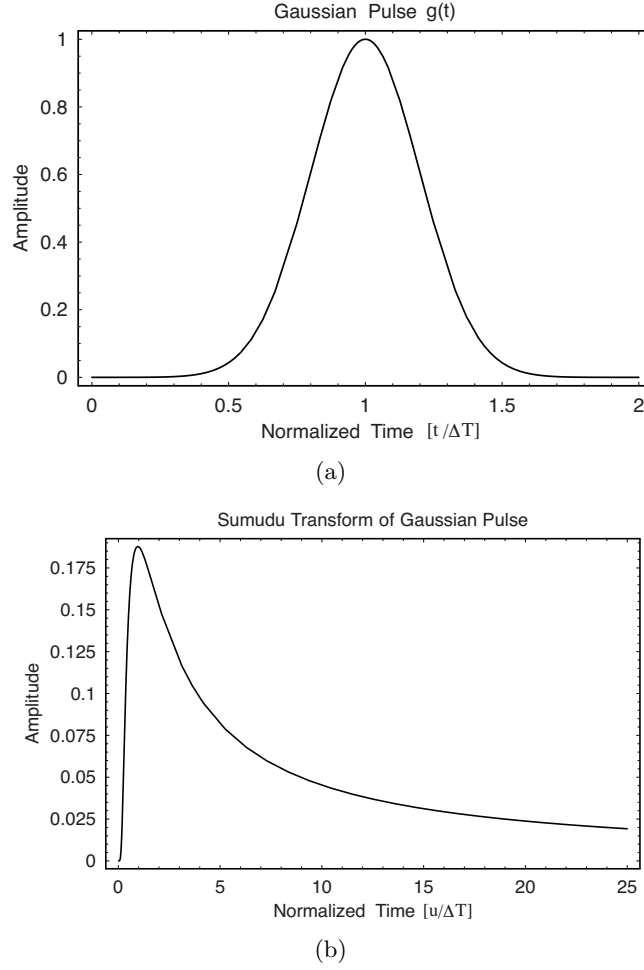 Gaussian Pulse g(t)
1
0.8
0.6
0.4
0.2
0
Amplitude
0 0.5 1 1.5 2
Normalized Time [t/ΔT]
(a)
Sumudu Transform of Gaussian Pulse
0.175
0.15
0.125
0.1
0.075
0.05
0.025
0
Amplitude
0 5 10 15 20 25
Normalized Time [u/ΔT]
(b)